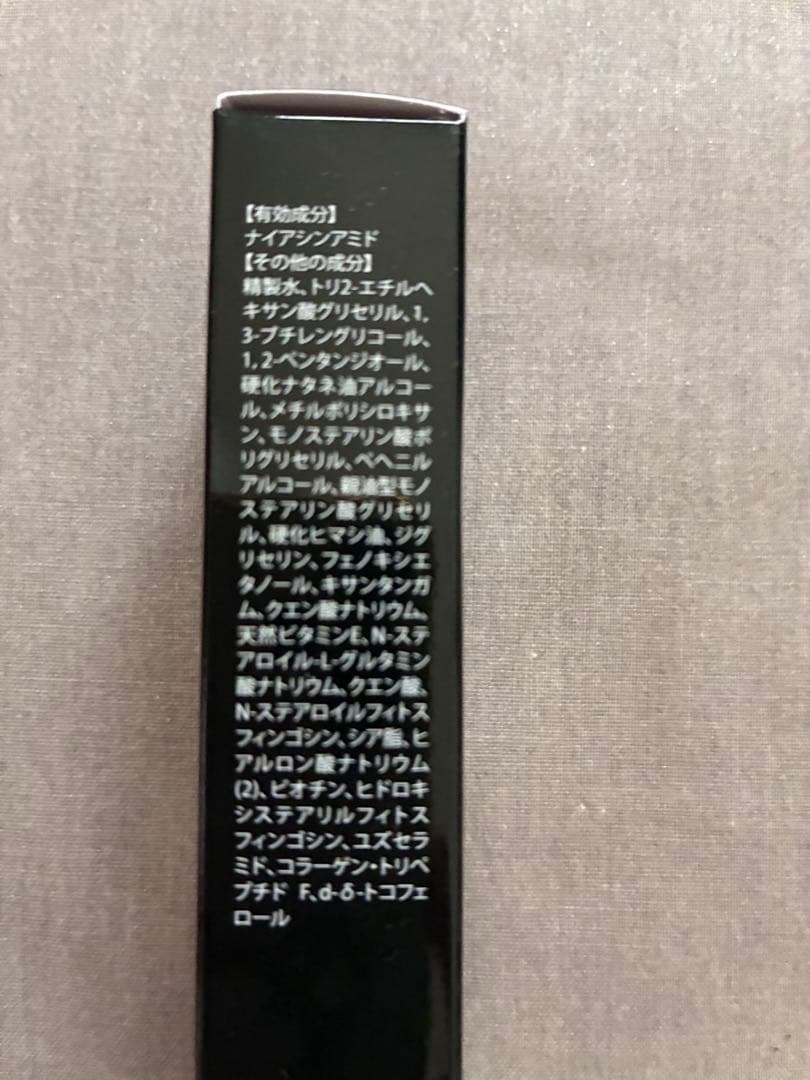 【有効成分】
ナイアシンアミド
【その他の成分】
精製水、トリ2-エチルヘ
キサン酸グリセリル、1,
3-ブチレングリコール、
1, 2-ペンタンジオール、
硬化ナタネ油アルコー
ル、メチルポリシロキサ
ン、モノステアリン酸ポ
リグリセリル、ベヘニル
アルコール、親油型モノ
ステアリン酸グリセリ
ル、硬化ヒマシ油、ジグ
リセリン、フェノキシエ
タノール、キサンタンガ
ム、クエン酸ナトリウム、
天然ビタミンE、N-ステ
アロイル-L-グルタミン
酸ナトリウム、クエン酸、
N-ステアロイルフィトス
フィンゴシン、シア脂、ヒ
アルロン酸ナトリウム
(2)、ビオチン、ヒドロキ
システアリルフィトス
フィンゴシン、ユズセラ
ミド、コラーゲン・トリペ
プチド F、d-δ-トコフェ
ロール